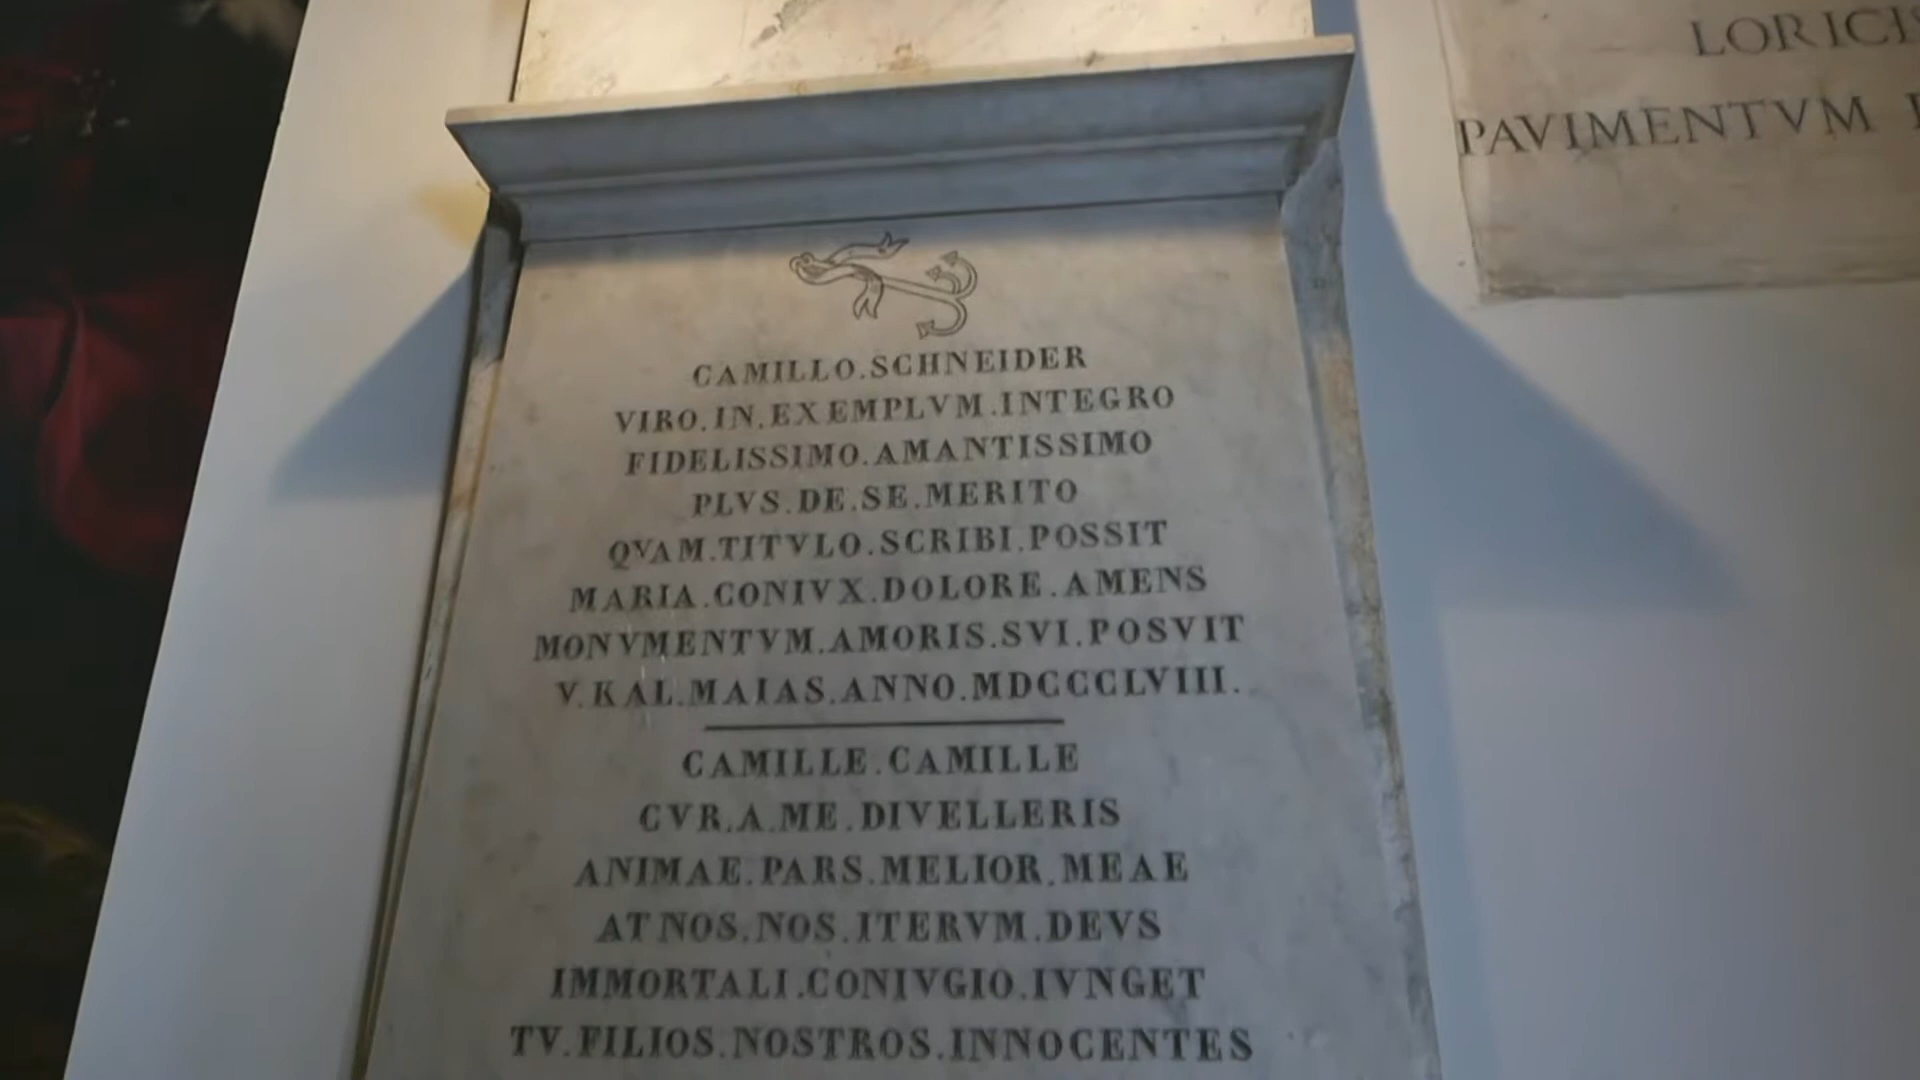 CAMILLO.SCHNEIDER
VIRO.IN.EXEMPLVM.INTEGRO
FIDELISSIMO.AMANTISSIMO
PLVS.DE.SE.MERITO
QVAM.TITVLO.SCRIBI.POSSIT
MARIA.CONIVX.DOLORE.AMENS
MONVMENTVM.AMORIS.SVI.POSVIT
V.KAL.MAIAS.ANNO.MDCCCLVIII.
CAMILLE.CAMILLE
CVR.A.ME.DIVELLERIS
ANIMAE.PARS.MELIOR.MEAE
AT NOS.NOS.ITERVM.DEVS
IMMORTALI.CONIVGIO.IVNGET
TV.FILIOS.NOSTROS.INNOCENTES
LORICIS
PAVIMENTVM